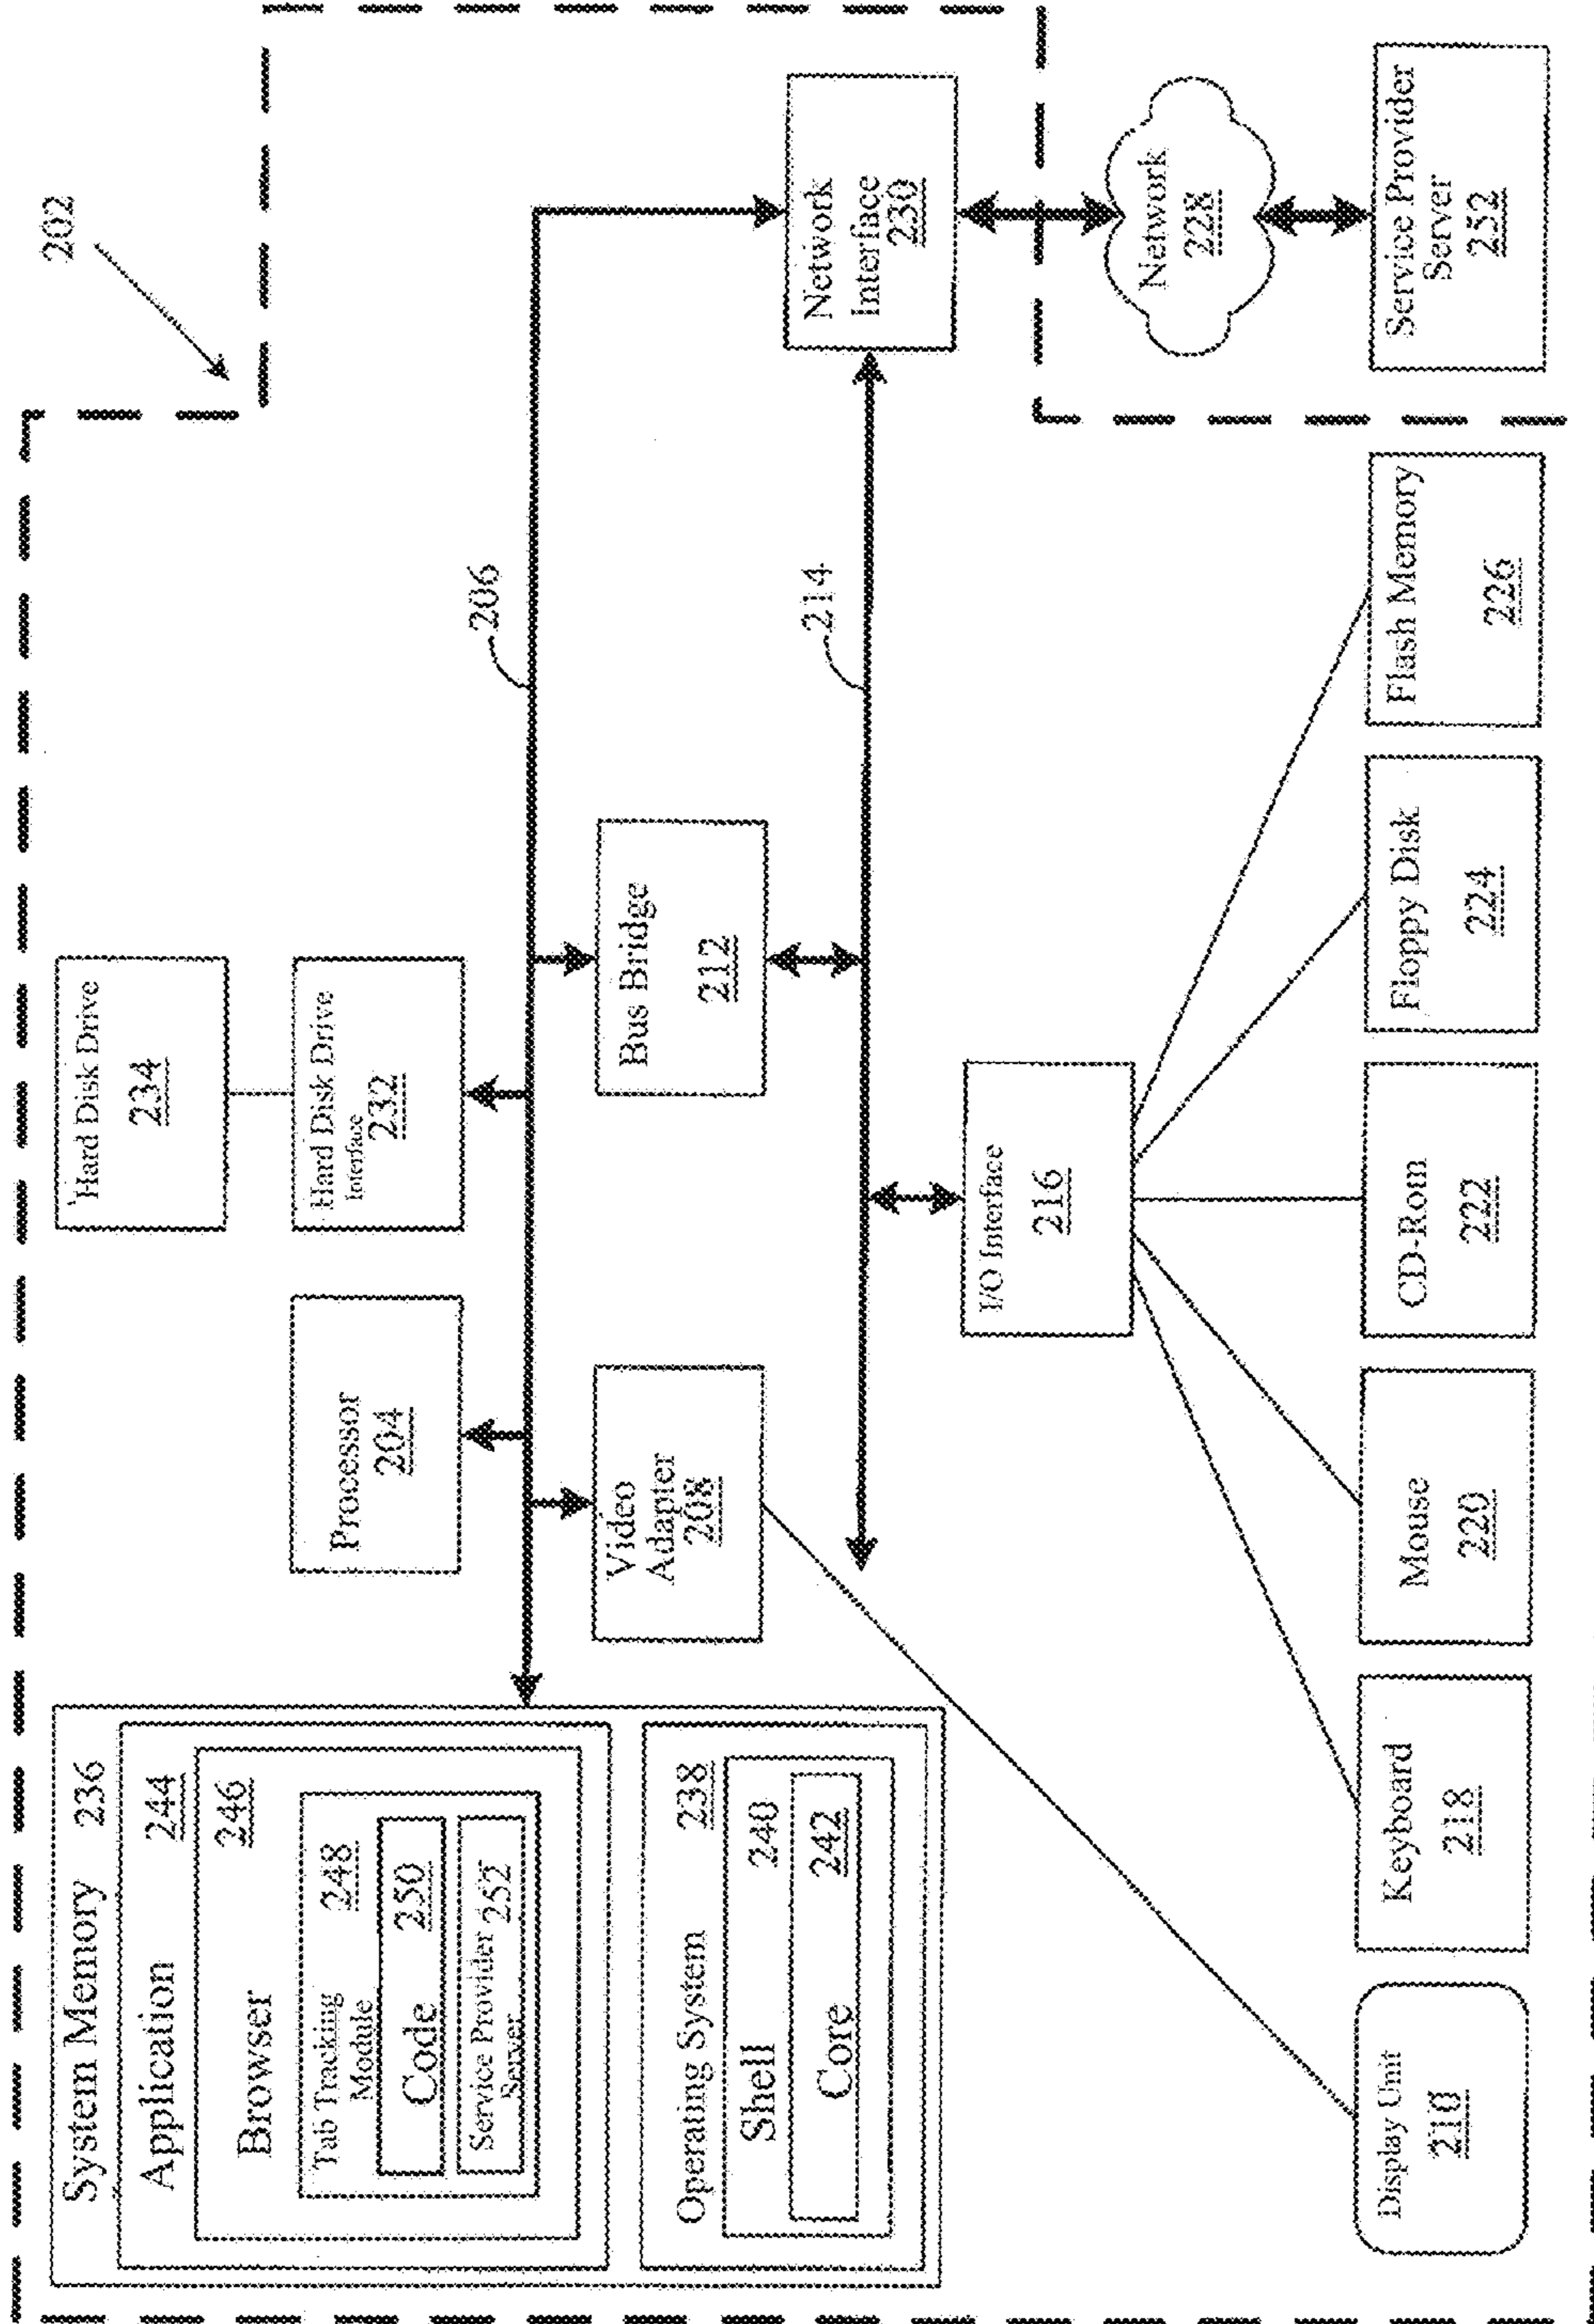 202
System Memory 236
Application 244
Browser 246
Tab Tracking
Module 248
Code 250
Service Provider 252
Server
Operating System 238
Shell 240
Core 242
Processor
204
Hard Disk Drive
234
Hard Disk Drive
Interface
232
206
Video
Adapter
208
Bus Bridge
212
214
Network
Interface
230
I/O Interface
216
Network
228
Display Unit
210
Keyboard
218
Mouse
220
CD-Rom
222
Floppy Disk
224
Flash Memory
226
Service Provider
Server
252